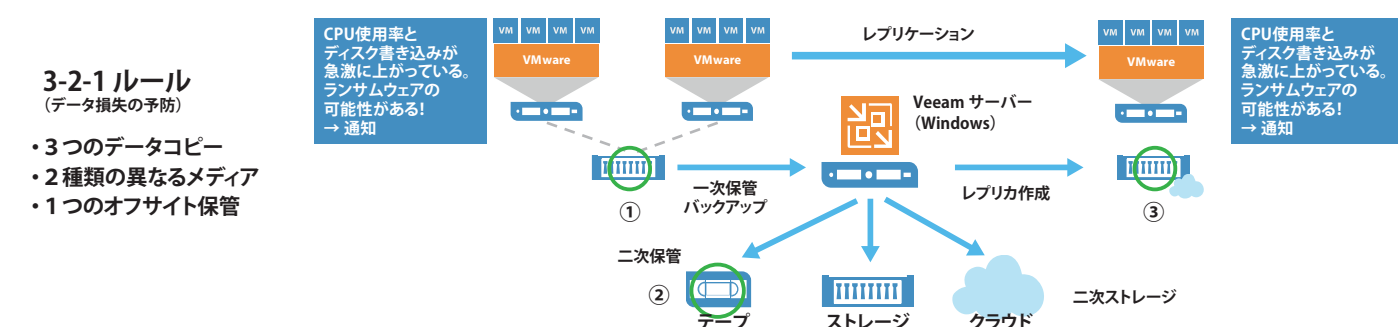 3-2-1 ルール
（データ損失の予防）
・3つのデータコピー
・2種類の異なるメディア
・1つのオフサイト保管
CPU使用率と
ディスク書き込みが
急激に上がっている。
ランサムウェアの
可能性がある!
→ 通知
VM VM VM VM
VMware
VM VM VM VM
VMware
レプリケーション
VM VM VM VM
VMware
CPU使用率と
ディスク書き込みが
急激に上がっている。
ランサムウェアの
可能性がある!
→ 通知
Veeam サーバー
（Windows）
①
一次保管
バックアップ
レプリカ作成
③
二次保管
②
テープ
ストレージ
クラウド
二次ストレージ